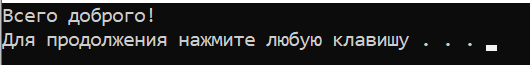 Всего доброго!
Для продолжения нажмите любую клавишу . . .